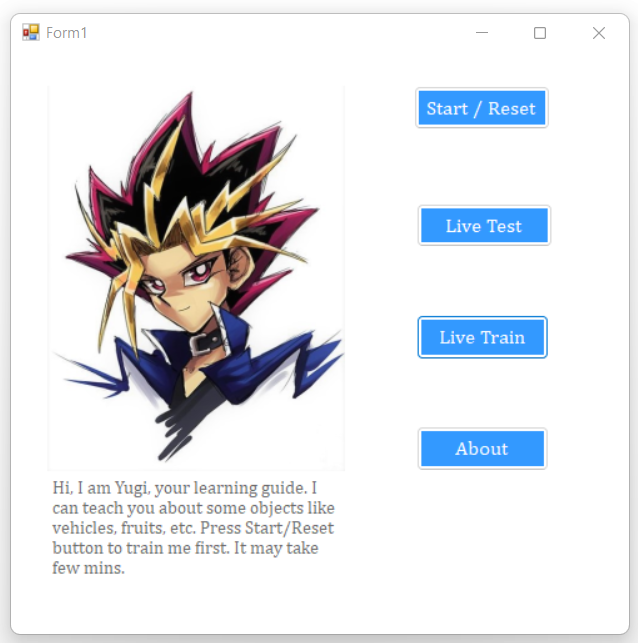 Form1
Start / Reset
Live Test
Live Train
About
Hi, I am Yugi, your learning guide. I
can teach you about some objects like
vehicles, fruits, etc. Press Start/Reset
button to train me first. It may take
few mins.